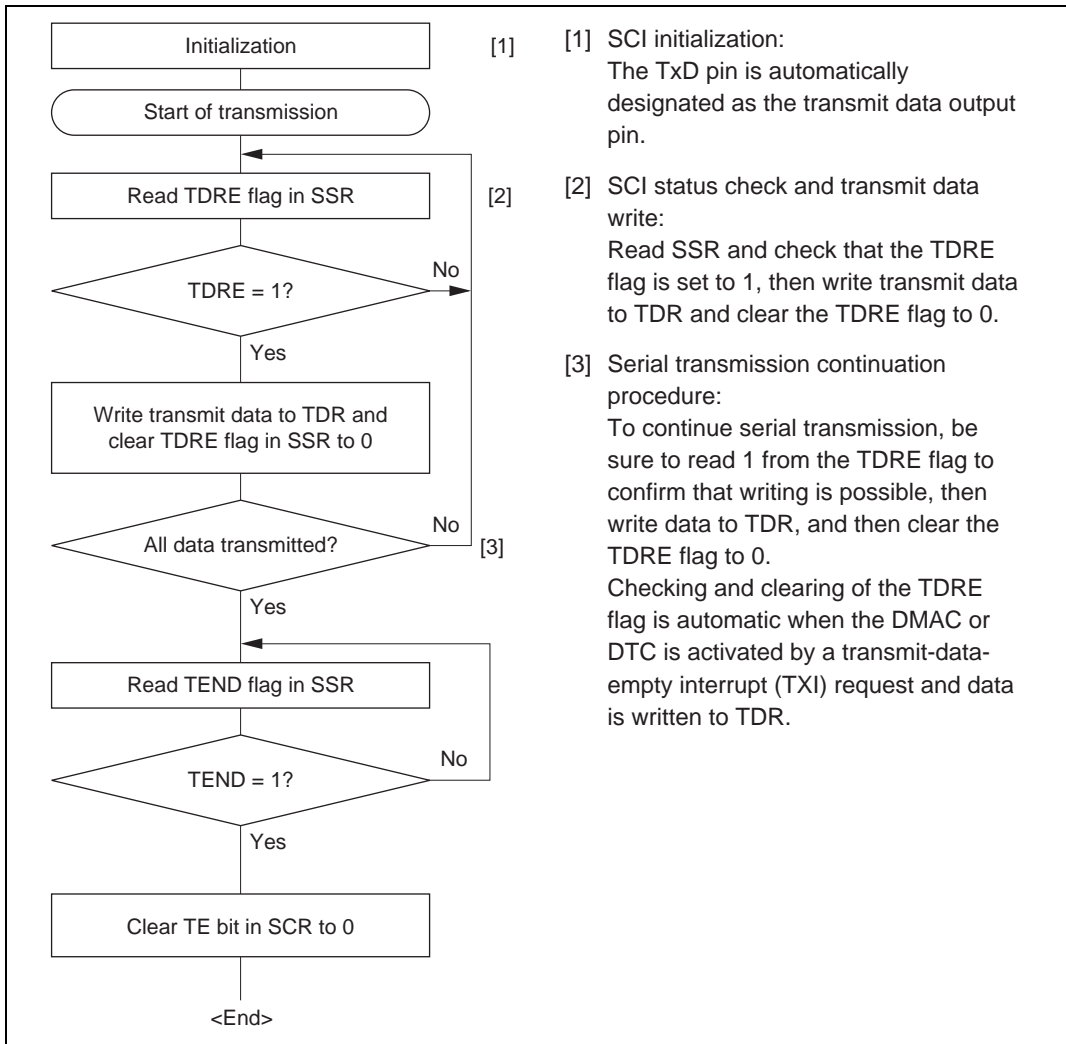 Initialization
[1]
Start of transmission
Read TDRE flag in SSR
[2]
No
TDRE = 1?
Yes
Write transmit data to TDR and
clear TDRE flag in SSR to 0
No
All data transmitted?
[3]
Yes
Read TEND flag in SSR
No
TEND = 1?
Yes
Clear TE bit in SCR to 0
<End>
[1] SCI initialization:
The TxD pin is automatically
designated as the transmit data output
pin.
[2] SCI status check and transmit data
write:
Read SSR and check that the TDRE
flag is set to 1, then write transmit data
to TDR and clear the TDRE flag to 0.
[3] Serial transmission continuation
procedure:
To continue serial transmission, be
sure to read 1 from the TDRE flag to
confirm that writing is possible, then
write data to TDR, and then clear the
TDRE flag to 0.
Checking and clearing of the TDRE
flag is automatic when the DMAC or
DTC is activated by a transmit-data-
empty interrupt (TXI) request and data
is written to TDR.